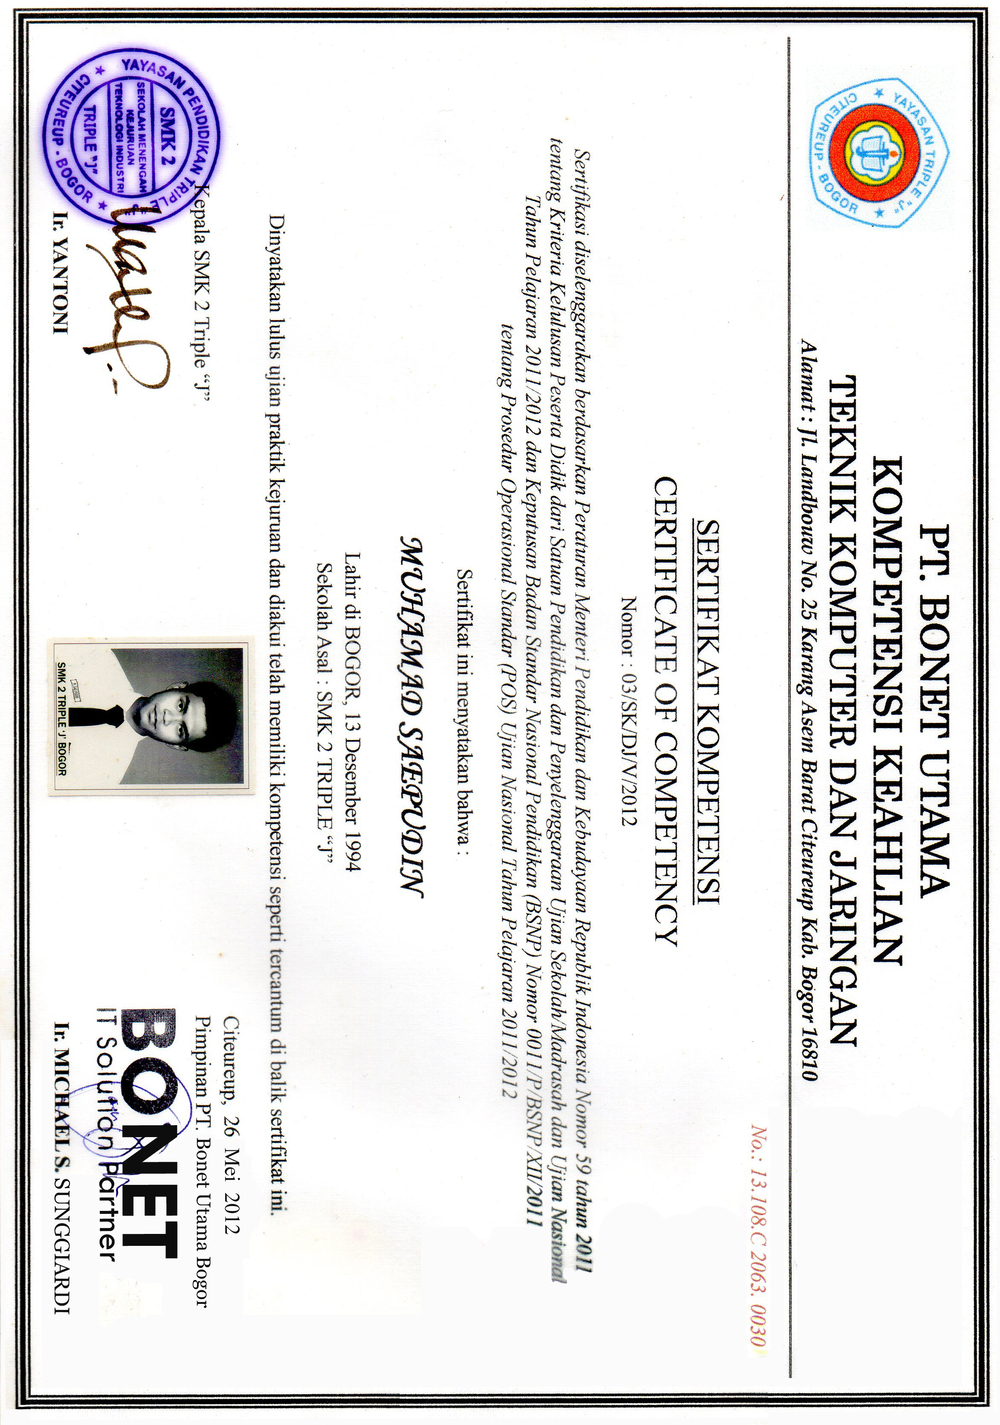 YAYASAN TRIPLE "J"
CITEUREUP - BOGOR
PT. BONET UTAMA
KOMPETENSI KEAHLIAN
TEKNIK KOMPUTER DAN JARINGAN
Alamat : Jl. Landbouw No. 25 Karang Asem Barat Citeureup Kab. Bogor 16810
No.: 13.108.C 2063. 0030
SERTIFIKAT KOMPETENSI
CERTIFICATE OF COMPETENCY
Nomor : 03/SK/DJ/V/2012
Sertifikasi diselenggarakan berdasarkan Peraturan Menteri Pendidikan dan Kebudayaan Republik Indonesia Nomor 59 tahun 2011
tentang Kriteria Kelulusan Peserta Didik dari Satuan Pendidikan dan Penyelenggaraan Ujian Sekolah/Madrasah dan Ujian Nasional
Tahun Pelajaran 2011/2012 dan Keputusan Badan Standar Nasional Pendidikan (BSNP) Nomor 0011/P/BSNP/XII/2011
tentang Prosedur Operasional Standar (POS) Ujian Nasional Tahun Pelajaran 2011/2012
Sertifikat ini menyatakan bahwa :
MUHAMAD SAEPUDIN
Lahir di BOGOR, 13 Desember 1994
Sekolah Asal : SMK 2 TRIPLE “J”
Dinyatakan lulus ujian praktik kejuruan dan diakui telah memiliki kompetensi seperti tercantum di balik sertifikat ini.
Kepala SMK 2 Triple “J”
YAYASAN PENDIDIKAN TRIPLE "J"
SMK 2
SEKOLAH MENENGAH
KEJURUAN
TEKNOLOGI INDUSTRI
TRIPLE "J"
CITEUREUP - BOGOR
Ir. YANTONI
SMK 2 TRIPLE 'J' BOGOR
Citeureup, 26 Mei 2012
Pimpinan PT. Bonet Utama Bogor
BONET
IT Solution Partner
Ir. MICHAEL S. SUNGGIARDI